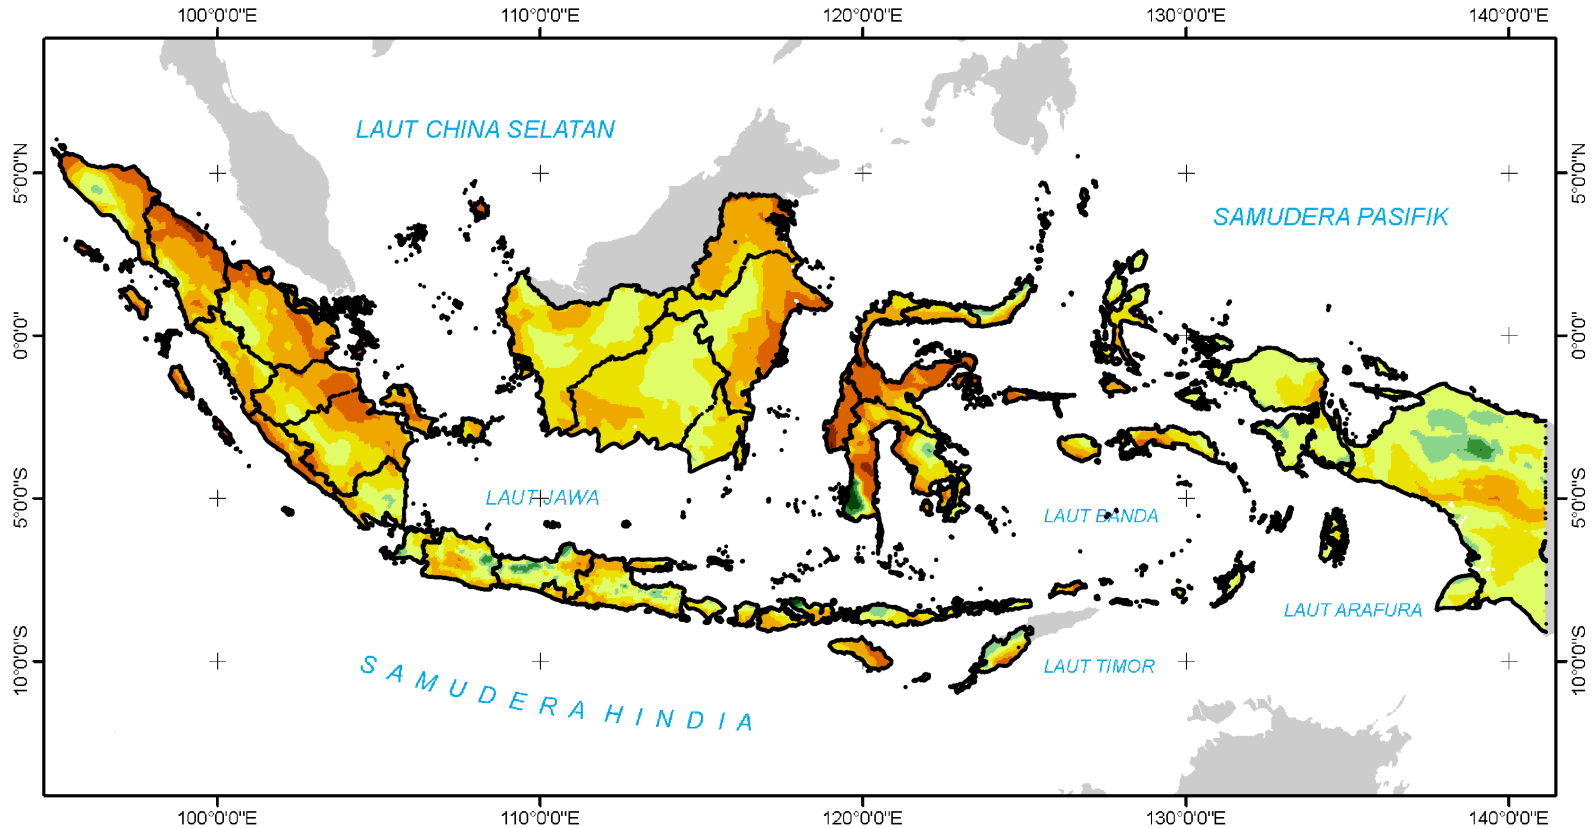 100°0'0"E 110°0'0"E 120°0'0"E 130°0'0"E 140°0'0"E
LAUT CHINA SELATAN
5°0'0"N 5°0'0"N
SAMUDERA PASIFIK
0°0'0" 0°0'0"
LAUT JAWA
5°0'0"S 5°0'0"S
LAUT BANDA
LAUT ARAFURA
10°0'0"S 10°0'0"S
LAUT TIMOR
SAMUDERA HINDIA
100°0'0"E 110°0'0"E 120°0'0"E 130°0'0"E 140°0'0"E